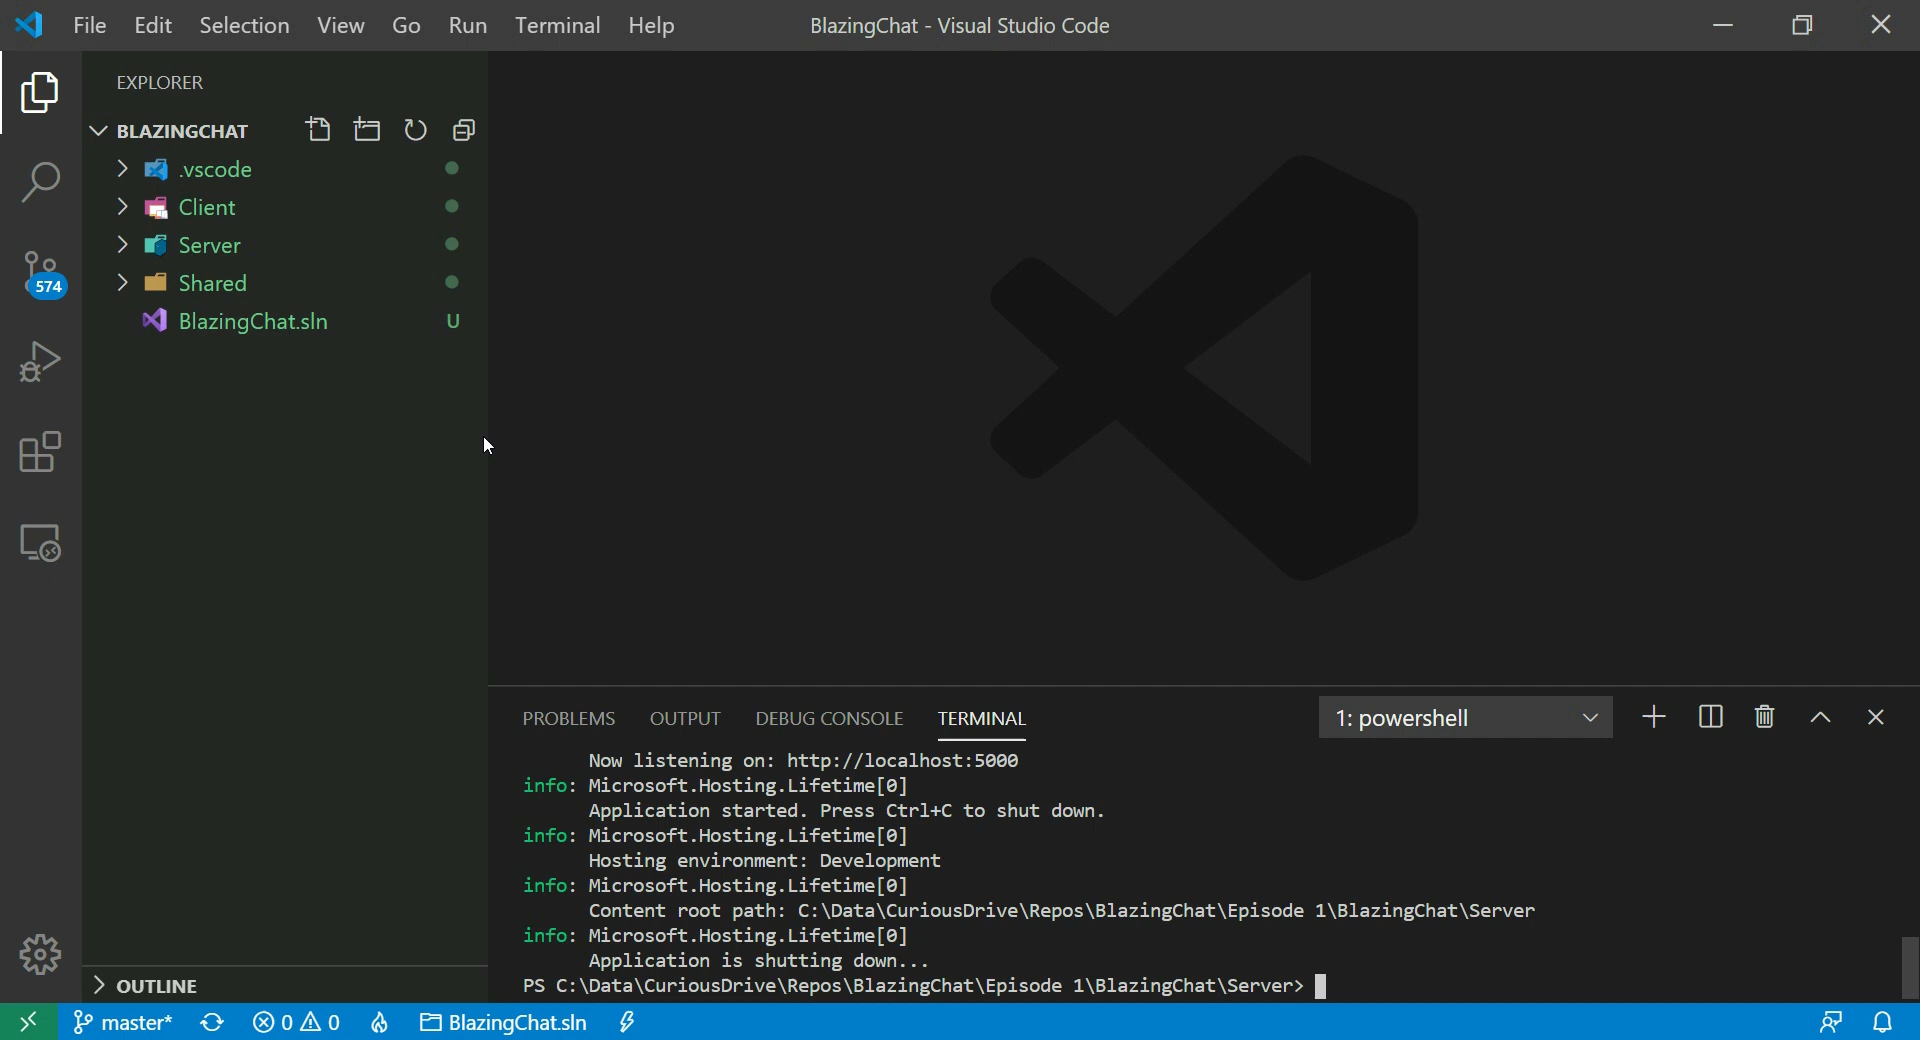 File Edit Selection View Go Run Terminal Help BlazingChat - Visual Studio Code
EXPLORER
BLAZINGCHAT
.vscode
Client
Server
Shared
BlazingChat.sln U
574
OUTLINE
PROBLEMS OUTPUT DEBUG CONSOLE TERMINAL 1: powershell
Now listening on: http://localhost:5000
info: Microsoft.Hosting.Lifetime[0]
Application started. Press Ctrl+C to shut down.
info: Microsoft.Hosting.Lifetime[0]
Hosting environment: Development
info: Microsoft.Hosting.Lifetime[0]
Content root path: C:\Data\CuriousDrive\Repos\BlazingChat\Episode 1\BlazingChat\Server
info: Microsoft.Hosting.Lifetime[0]
Application is shutting down...
PS C:\Data\CuriousDrive\Repos\BlazingChat\Episode 1\BlazingChat\Server>
master* 0 0 BlazingChat.sln